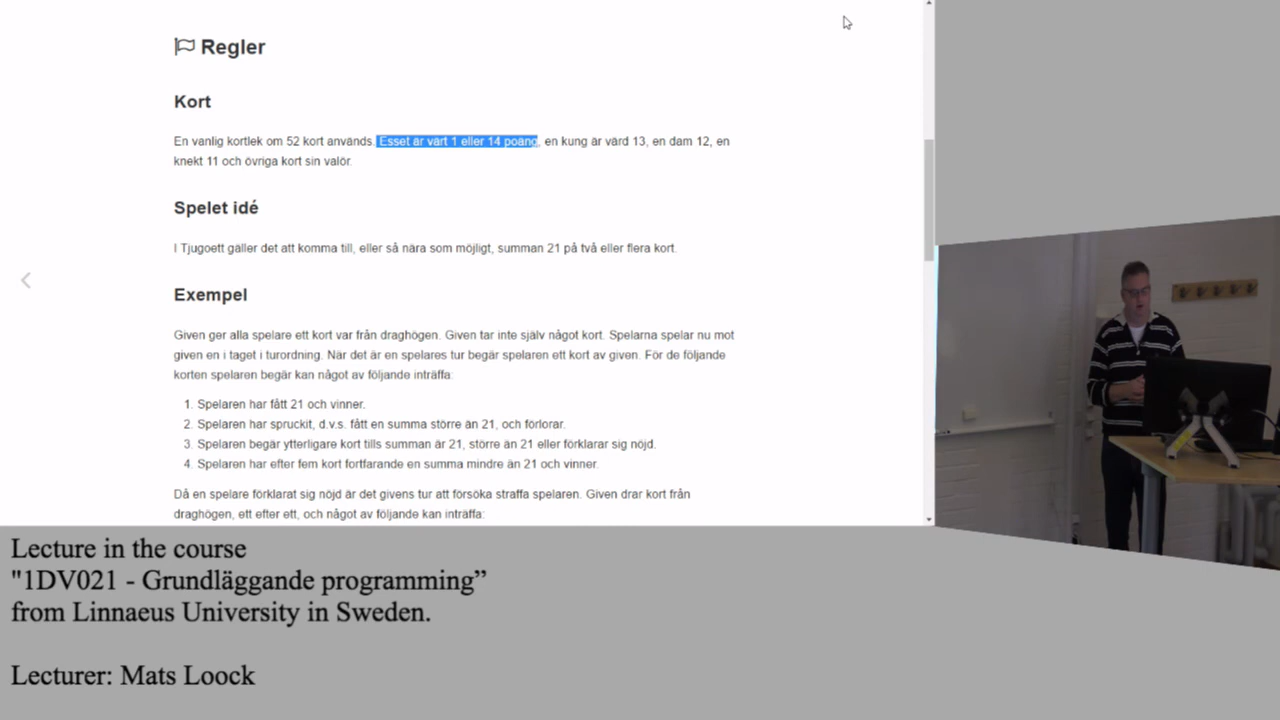 Regler
Kort
En vanlig kortlek om 52 kort används. Esset är värt 1 eller 14 poäng, en kung är värd 13, en dam 12, en
knekt 11 och övriga kort sin valör.
Spelet idé
I Tjugoett gäller det att komma till, eller så nära som möjligt, summan 21 på två eller flera kort.
Exempel
Given ger alla spelare ett kort var från draghögen. Given tar inte själv något kort. Spelarna spelar nu mot
given en i taget i turordning. När det är en spelares tur begär spelaren ett kort av given. För de följande
korten spelaren begär kan något av följande inträffa:
1. Spelaren har fått 21 och vinner.
2. Spelaren har spruckit, d.v.s. fått en summa större än 21, och förlorar.
3. Spelaren begär ytterligare kort tills summan är 21, större än 21 eller förklarar sig nöjd.
4. Spelaren har efter fem kort fortfarande en summa mindre än 21 och vinner.
Då en spelare förklarat sig nöjd är det givens tur att försöka straffa spelaren. Given drar kort från
draghögen, ett efter ett, och något av följande kan inträffa:
Lecture in the course
"1DV021 - Grundläggande programming”
from Linnaeus University in Sweden.
Lecturer: Mats Loock